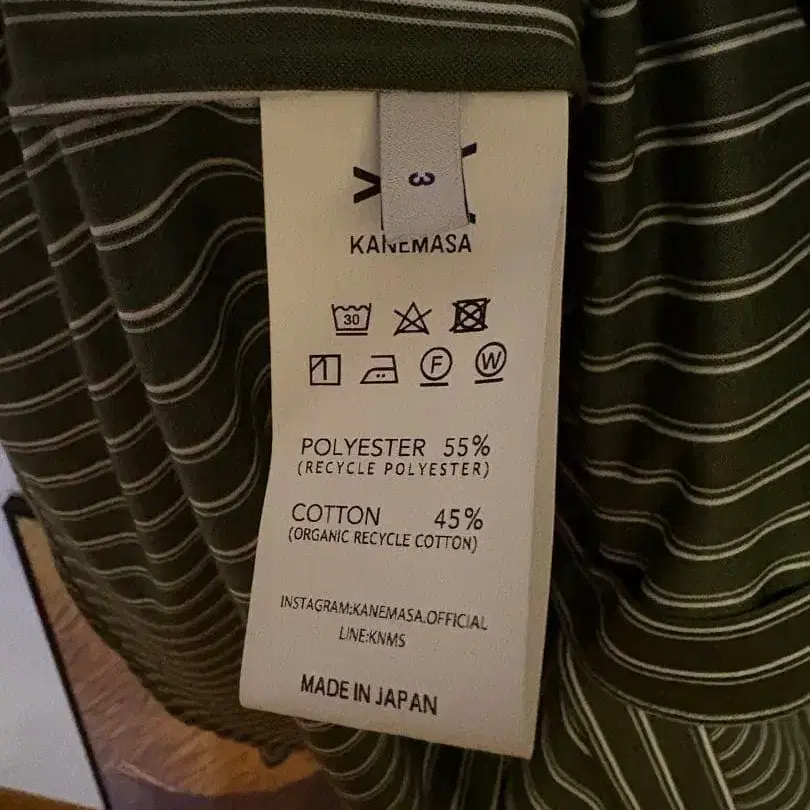 3
KANEMASA
30
F W
POLYESTER 55%
(RECYCLE POLYESTER)
COTTON 45%
(ORGANIC RECYCLE COTTON)
INSTAGRAM:KANEMASA.OFFICIAL
LINE:KNMS
MADE IN JAPAN